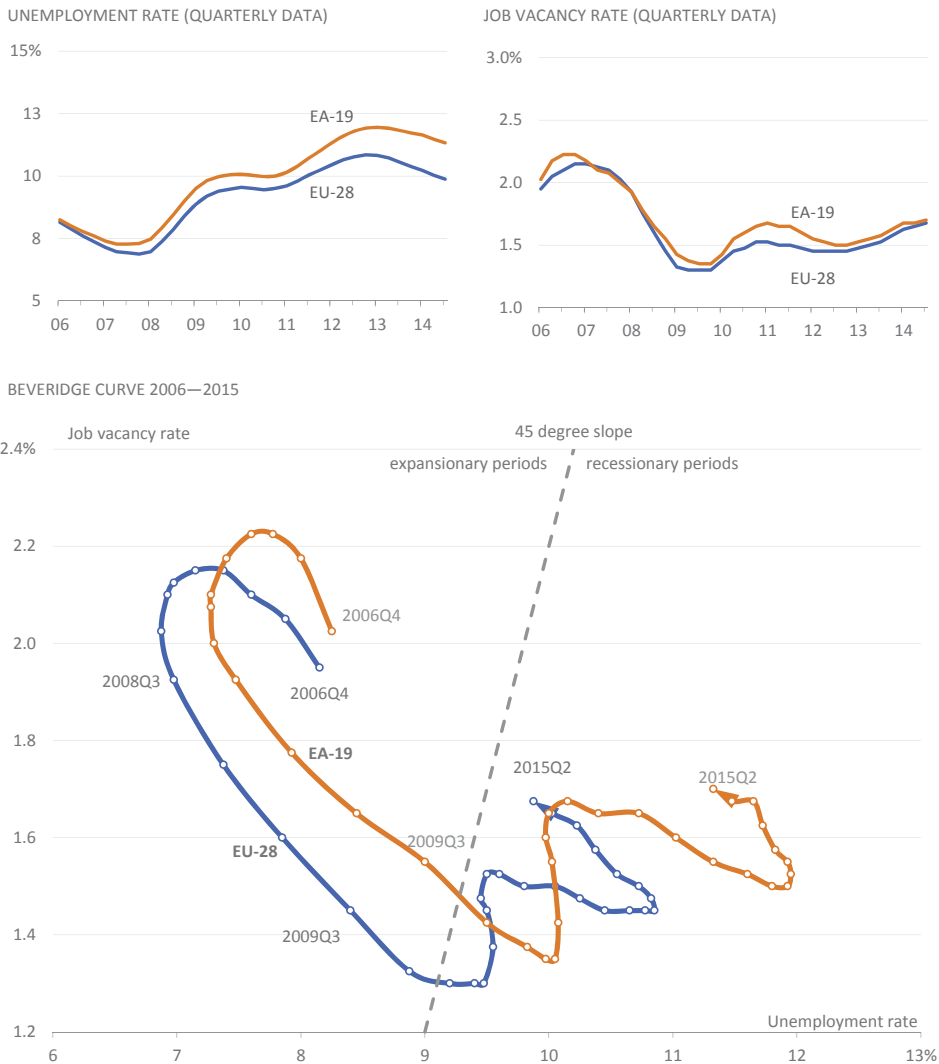 UNEMPLOYMENT RATE (QUARTERLY DATA)
15%
13
10
8
5
EA-19
EU-28
06 07 08 09 10 11 12 13 14
JOB VACANCY RATE (QUARTERLY DATA)
3.0%
2.5
2.0
1.5
1.0
EA-19
EU-28
06 07 08 09 10 11 12 13 14
BEVERIDGE CURVE 2006—2015
Job vacancy rate
45 degree slope
2.4%
expansionary periods
recessionary periods
2.2
2006Q4
2.0
2008Q3
2006Q4
1.8
EA-19
2015Q2
2015Q2
1.6
2009Q3
EU-28
1.4
2009Q3
1.2
Unemployment rate
6 7 8 9 10 11 12 13%